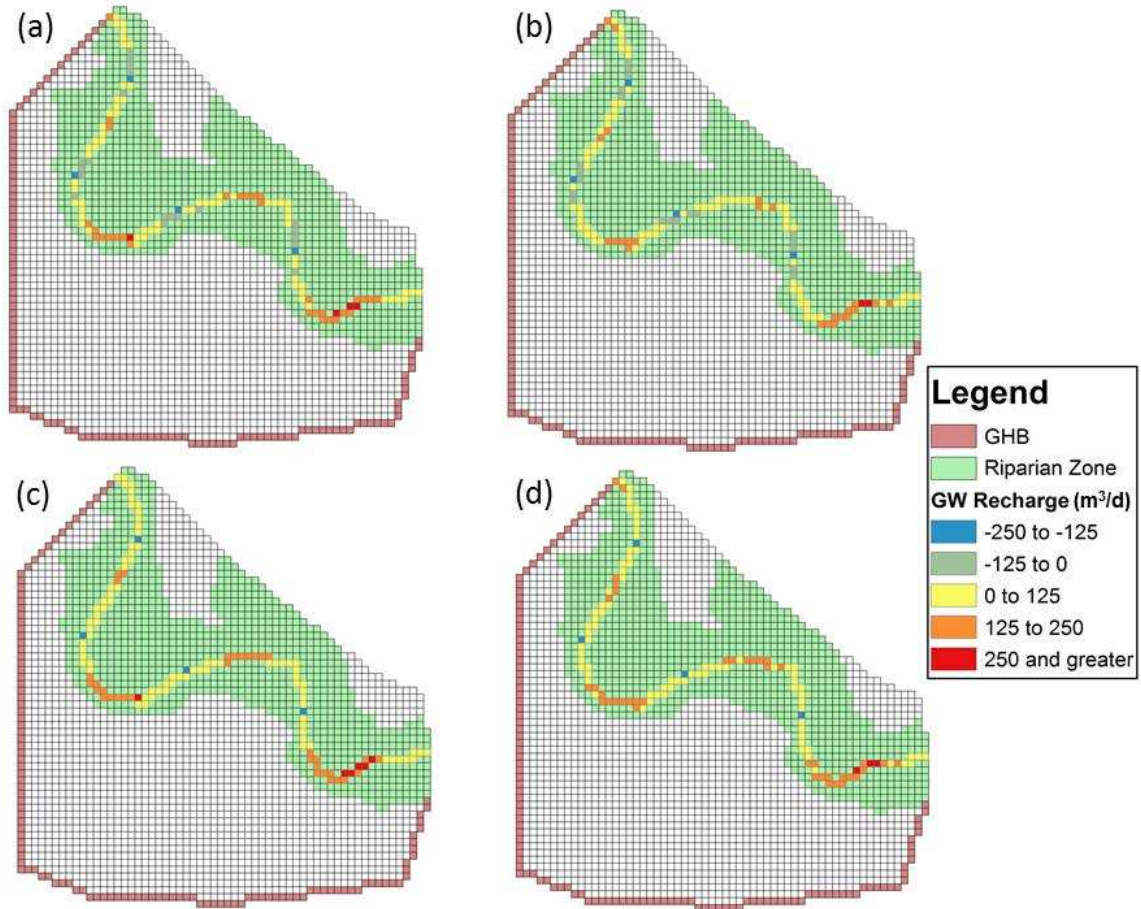 (a)
(b)
(c)
(d)
Legend
GHB
Riparian Zone
GW Recharge (m³/d)
-250 to -125
-125 to 0
0 to 125
125 to 250
250 and greater